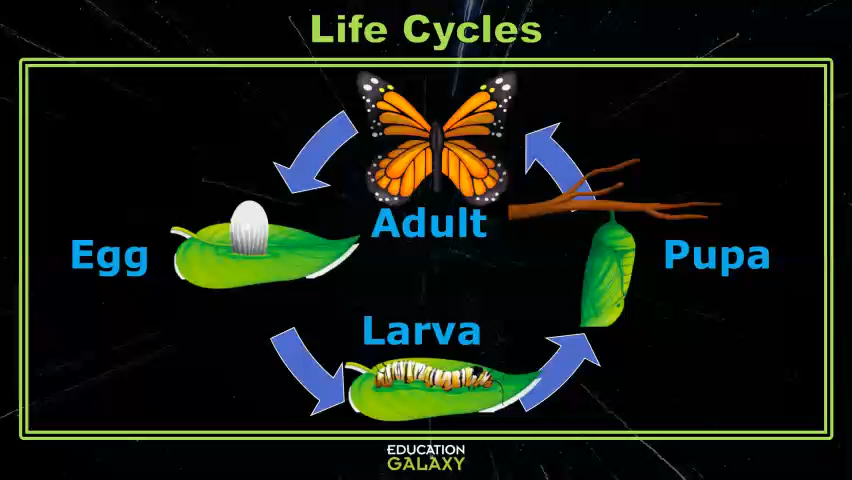 Life Cycles
Adult
Egg
Pupa
Larva
EDUCATION
GALAXY